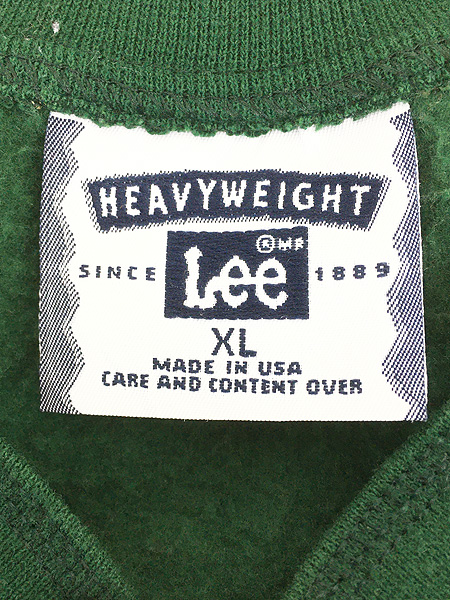 HEAVYWEIGHT
® MR
SINCE Lee 1889
XL
MADE IN USA
CARE AND CONTENT OVER